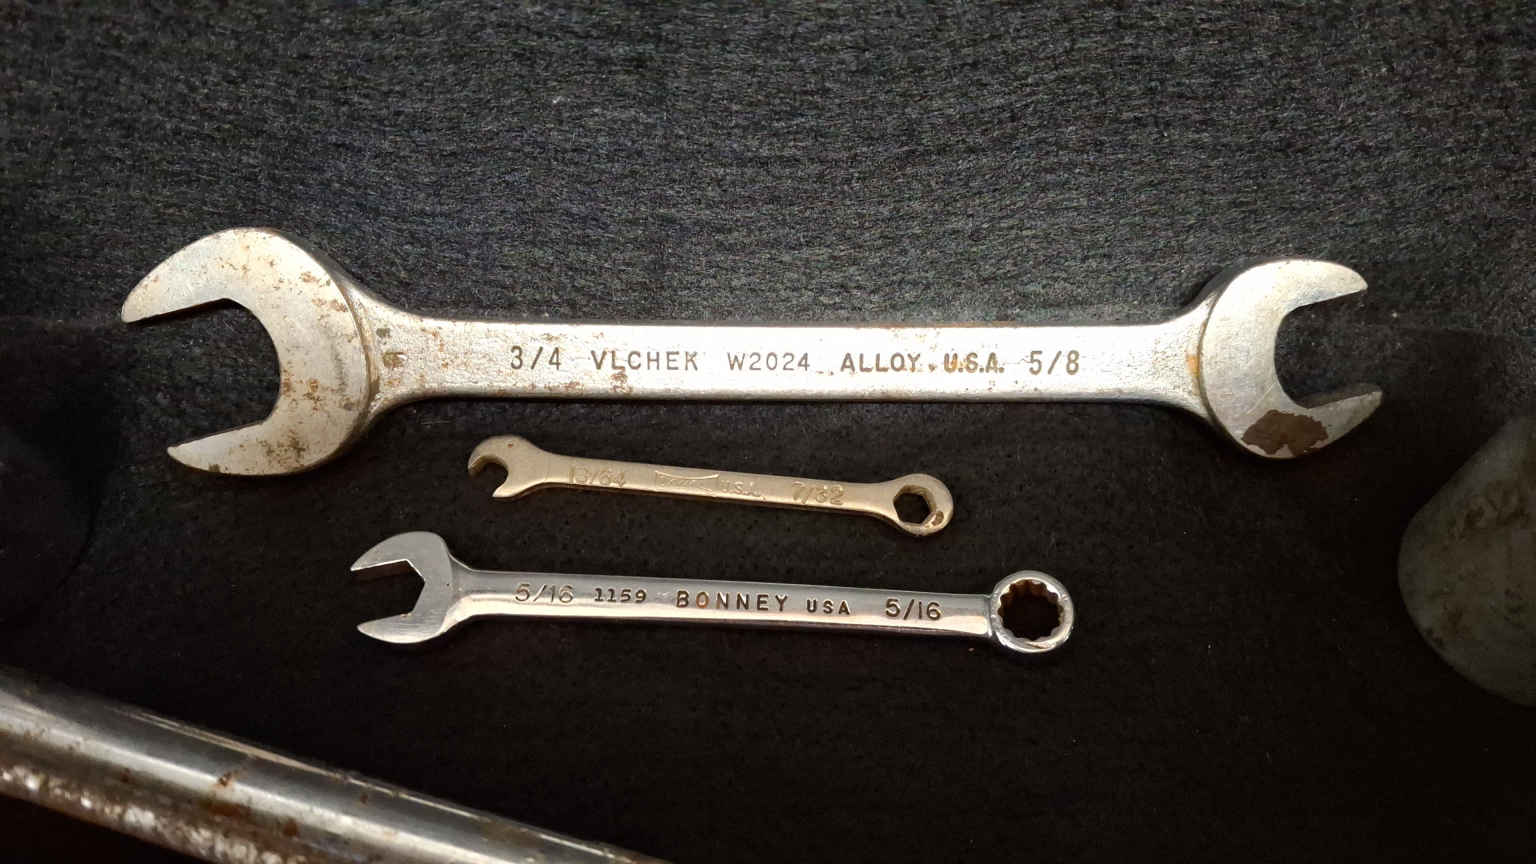 3/4 VLCHEK W2024 ALLOY U.S.A. 5/8
13/64 U.S.A. 7/32
5/16 1159 BONNEY USA 5/16